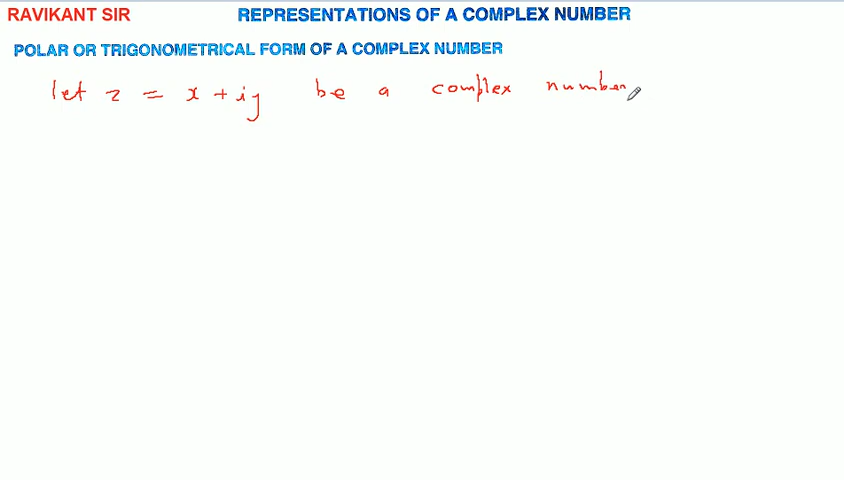 RAVIKANT SIR REPRESENTATIONS OF A COMPLEX NUMBER
POLAR OR TRIGONOMETRICAL FORM OF A COMPLEX NUMBER
let z = x + iy be a complex number